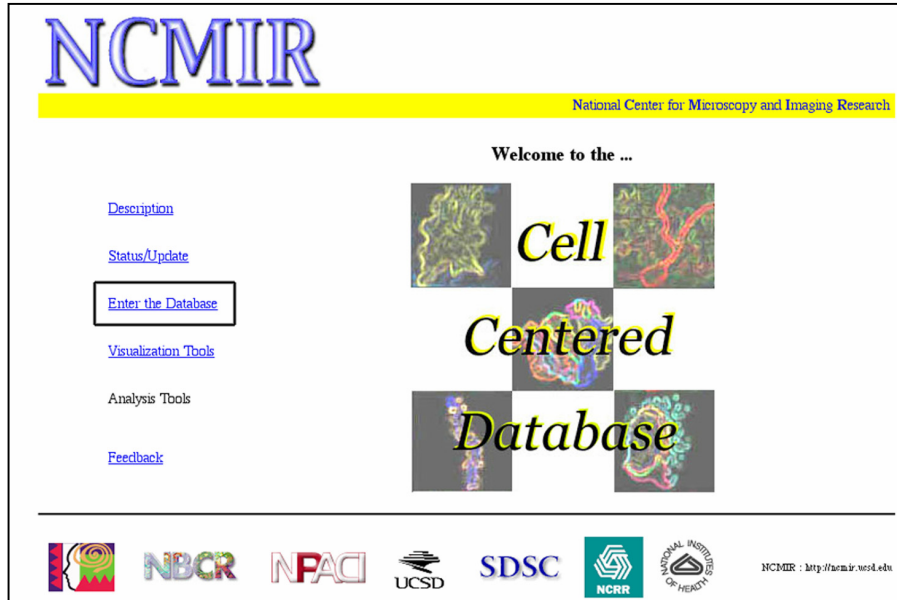 NCMIR
National Center for Microscopy and Imaging Research
Welcome to the ...
Description
Status/Update
Enter the Database
Visualization Tools
Analysis Tools
Feedback
Cell
Centered
Database
NBCR
NPACI
UCSD
SDSC
NCRR
NATIONAL INSTITUTES OF HEALTH
NCMIR : http://ncmir.ucsd.edu